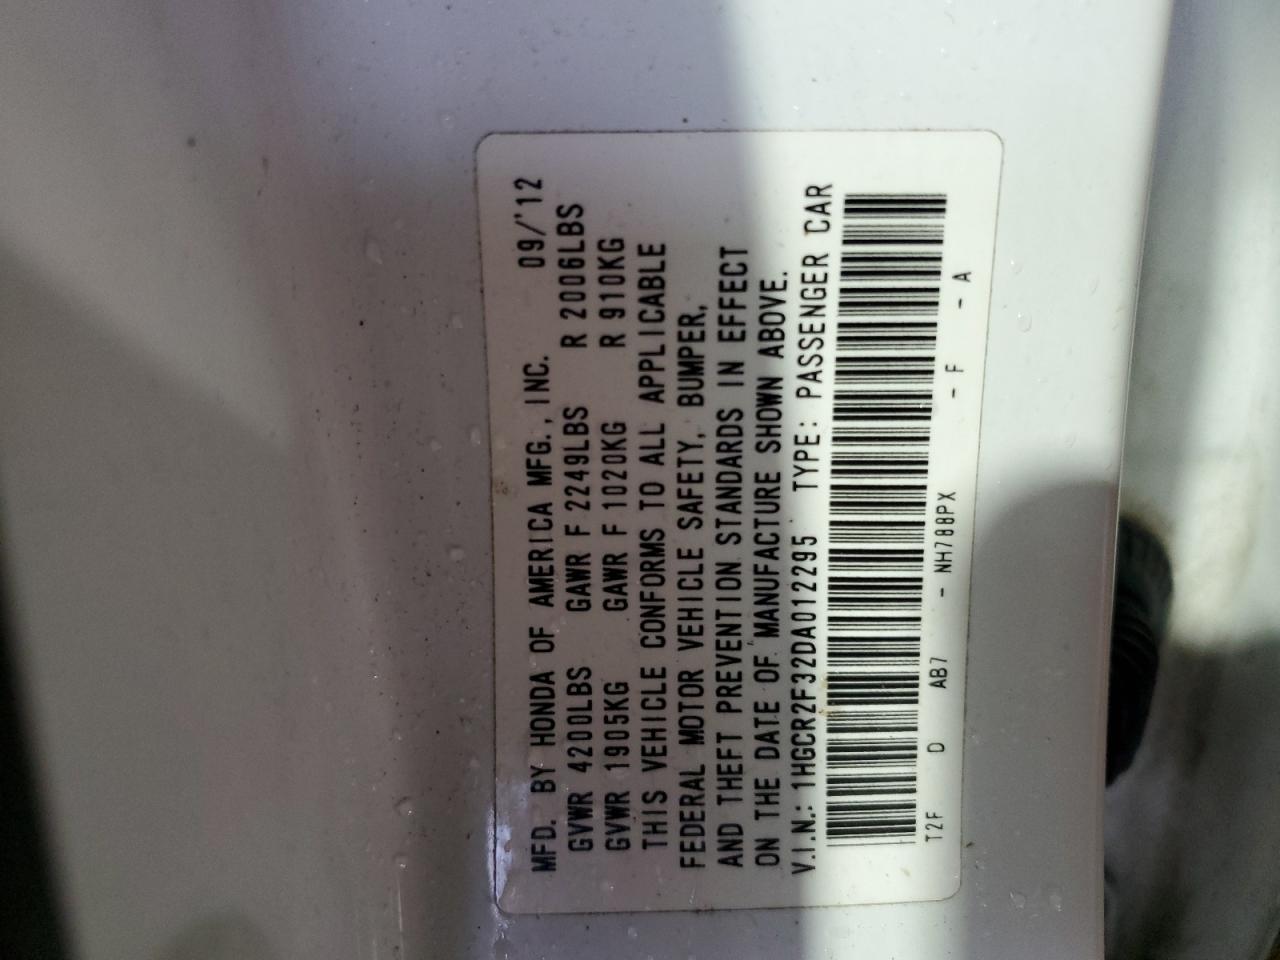 MFD. BY HONDA OF AMERICA MFG., INC. 09/'12
GVWR 4200LBS GAWR F 2249LBS R 2006LBS
GVWR 1905KG GAWR F 1020KG R 910KG
THIS VEHICLE CONFORMS TO ALL APPLICABLE
FEDERAL MOTOR VEHICLE SAFETY, BUMPER,
AND THEFT PREVENTION STANDARDS IN EFFECT
ON THE DATE OF MANUFACTURE SHOWN ABOVE.
V.I.N.: 1HGCR2F32DA012295 TYPE: PASSENGER CAR
T2F D AB7 - NH788PX - F - A